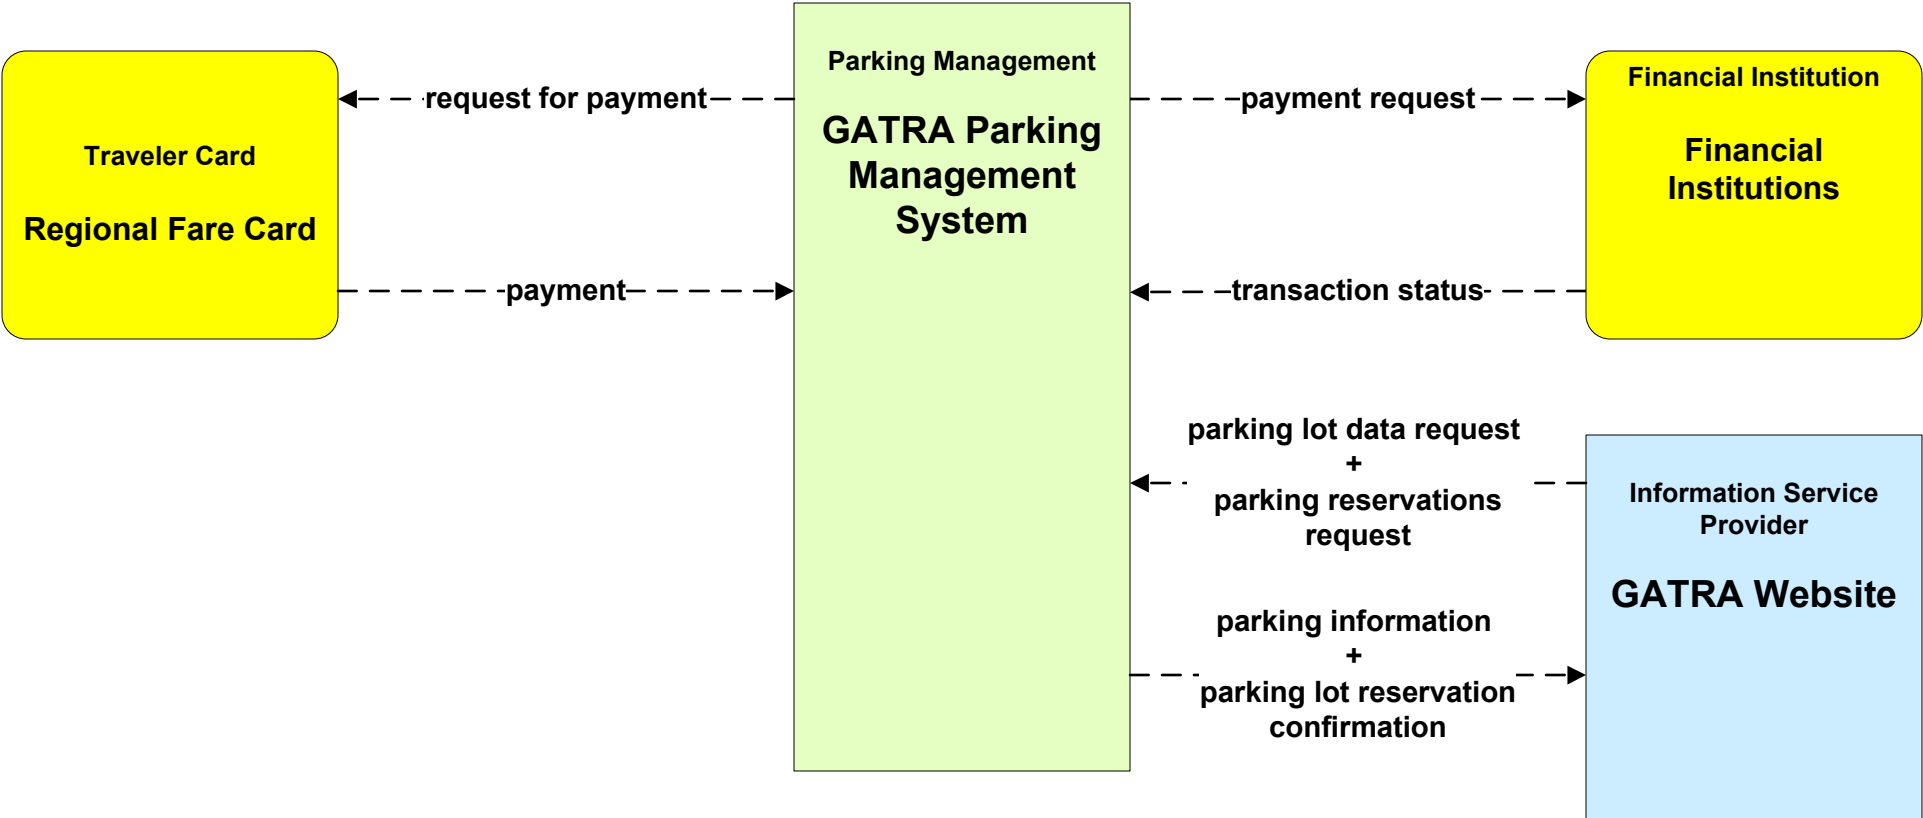 Traveler Card
Regional Fare Card
request for payment
payment
Parking Management
GATRA Parking
Management
System
payment request
transaction status
Financial Institution
Financial
Institutions
parking lot data request
+
parking reservations
request
parking information
+
parking lot reservation
confirmation
Information Service
Provider
GATRA Website